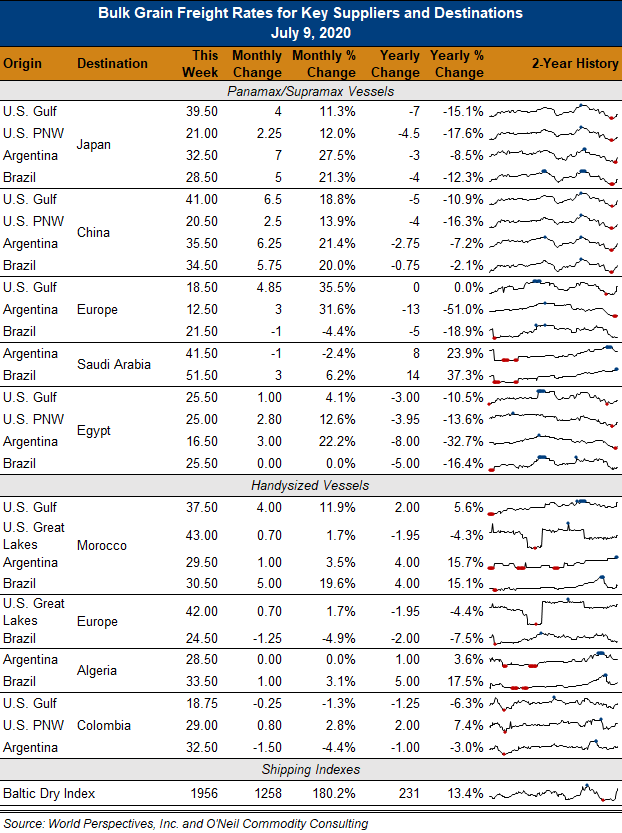 Bulk Grain Freight Rates for Key Suppliers and Destinations
July 9, 2020
Origin Destination This Week Monthly Change Monthly % Change Yearly Change Yearly % Change 2-Year History
Panamax/Supramax Vessels
U.S. Gulf 39.50 4 11.3% -7 -15.1%
U.S. PNW 21.00 2.25 12.0% -4.5 -17.6%
Japan
Argentina 32.50 7 27.5% -3 -8.5%
Brazil 28.50 5 21.3% -4 -12.3%
U.S. Gulf 41.00 6.5 18.8% -5 -10.9%
U.S. PNW 20.50 2.5 13.9% -4 -16.3%
China
Argentina 35.50 6.25 21.4% -2.75 -7.2%
Brazil 34.50 5.75 20.0% -0.75 -2.1%
U.S. Gulf 18.50 4.85 35.5% 0 0.0%
Argentina Europe 12.50 3 31.6% -13 -51.0%
Brazil 21.50 -1 -4.4% -5 -18.9%
Argentina 41.50 -1 -2.4% 8 23.9%
Saudi Arabia
Brazil 51.50 3 6.2% 14 37.3%
U.S. Gulf 25.50 1.00 4.1% -3.00 -10.5%
U.S. PNW 25.00 2.80 12.6% -3.95 -13.6%
Egypt
Argentina 16.50 3.00 22.2% -8.00 -32.7%
Brazil 25.50 0.00 0.0% -5.00 -16.4%
Handysized Vessels
U.S. Gulf 37.50 4.00 11.9% 2.00 5.6%
U.S. Great Lakes 43.00 0.70 1.7% -1.95 -4.3%
Morocco
Argentina 29.50 1.00 3.5% 4.00 15.7%
Brazil 30.50 5.00 19.6% 4.00 15.1%
U.S. Great Lakes 42.00 0.70 1.7% -1.95 -4.4%
Europe
Brazil 24.50 -1.25 -4.9% -2.00 -7.5%
Argentina 28.50 0.00 0.0% 1.00 3.6%
Algeria
Brazil 33.50 1.00 3.1% 5.00 17.5%
U.S. Gulf 18.75 -0.25 -1.3% -1.25 -6.3%
U.S. PNW Colombia 29.00 0.80 2.8% 2.00 7.4%
Argentina 32.50 -1.50 -4.4% -1.00 -3.0%
Shipping Indexes
Baltic Dry Index 1956 1258 180.2% 231 13.4%
Source: World Perspectives, Inc. and O'Neil Commodity Consulting